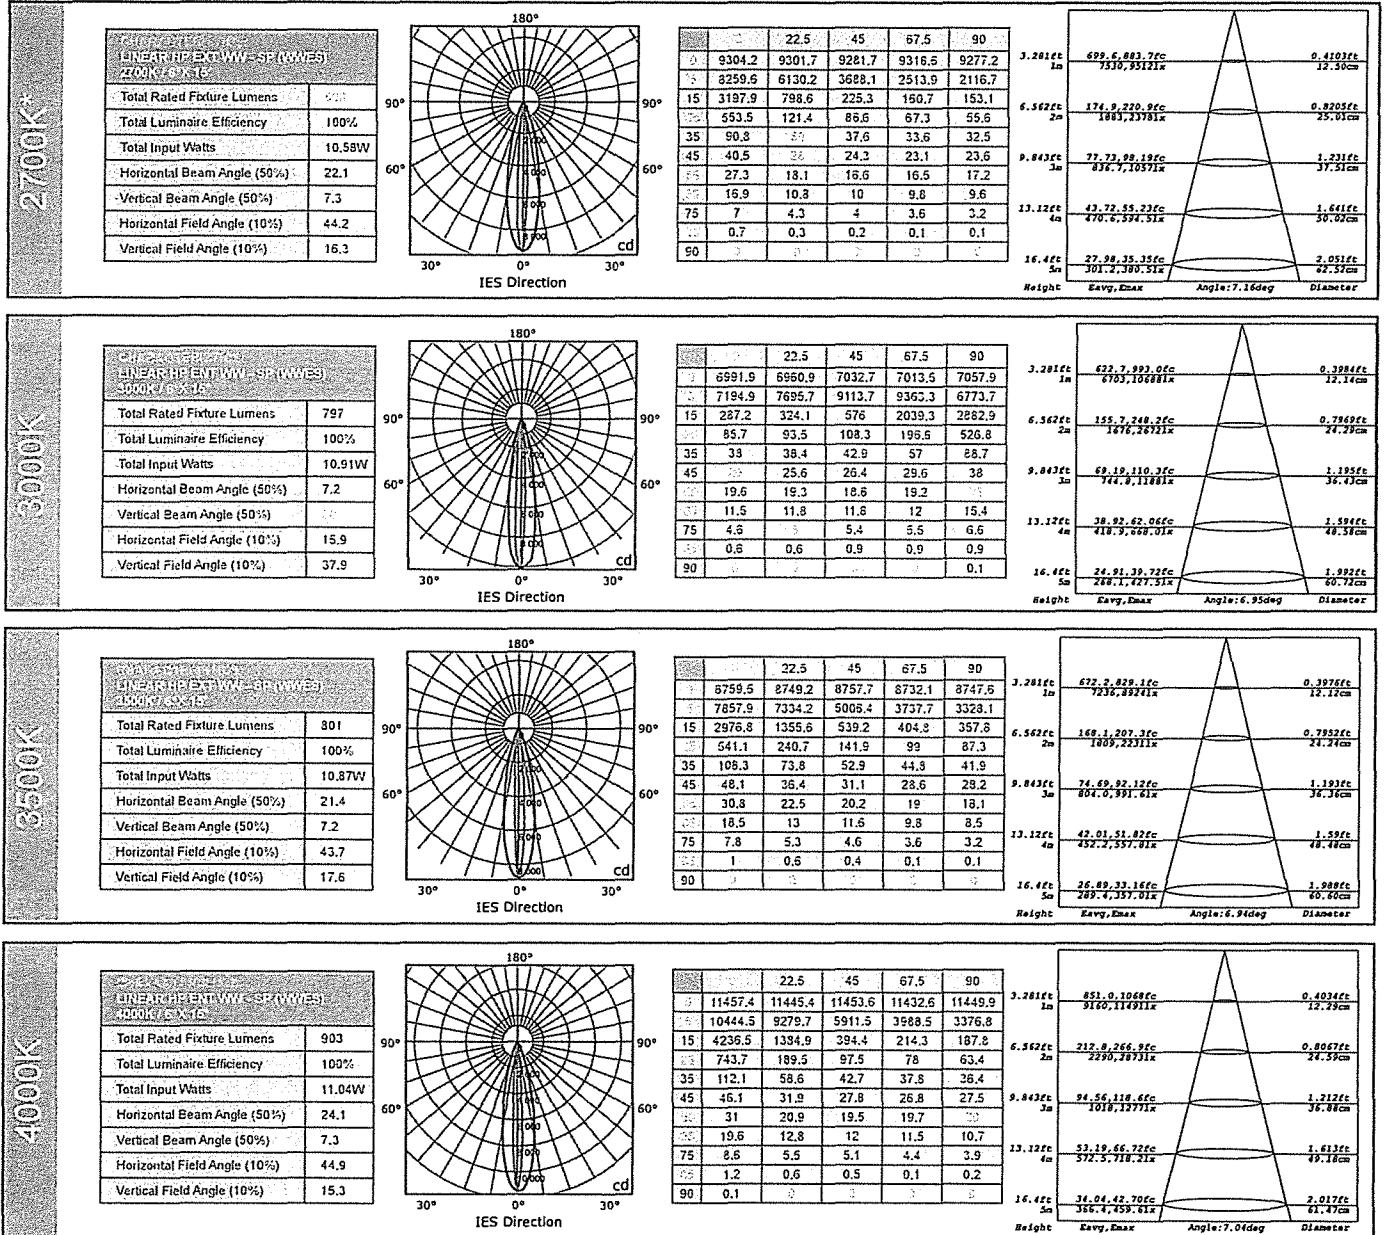 2700K*
LINEAR HP EXT WW - SP (WWES)
2700K / 6° X 15°
Total Rated Fixture Lumens
Total Luminaire Efficiency 100%
Total Input Watts 10.58W
Horizontal Beam Angle (50%) 22.1
Vertical Beam Angle (50%) 7.3
Horizontal Field Angle (10%) 44.2
Vertical Field Angle (10%) 16.3
180°
90° 90°
60° 60°
cd
30° 0° 30°
IES Direction
22.5 45 67.5 90
9304.2 9301.7 9281.7 9316.6 9277.2
8259.6 6130.2 3688.1 2513.9 2116.7
15 3197.9 798.6 225.3 160.7 153.1
553.5 121.4 86.6 67.3 55.6
35 90.8 37.6 33.6 32.5
45 40.5 24.3 23.1 23.6
27.3 18.1 16.6 16.5 17.2
16.9 10.8 10 9.8 9.6
75 7 4.3 4 3.6 3.2
0.7 0.3 0.2 0.1 0.1
90
3.281ft 699.6,883.7fc 0.4103ft
1m 7530,9512lx 12.50cm
6.562ft 174.9,220.9fc 0.8205ft
2m 1883,2378lx 25.01cm
9.843ft 77.73,98.19fc 1.231ft
3m 836.7,1057lx 37.51cm
13.12ft 43.72,55.23fc 1.641ft
4m 470.6,594.5lx 50.02cm
16.4ft 27.98,35.35fc 2.051ft
5m 301.2,380.5lx 62.52cm
Height Eavg,Emax Angle:7.16deg Diameter
3000K
LINEAR HP EXT WW - SP (WWES)
3000K / 6° X 15°
Total Rated Fixture Lumens 797
Total Luminaire Efficiency 100%
Total Input Watts 10.91W
Horizontal Beam Angle (50%) 7.2
Vertical Beam Angle (50%)
Horizontal Field Angle (10%) 15.9
Vertical Field Angle (10%) 37.9
180°
90° 90°
60° 60°
cd
30° 0° 30°
IES Direction
22.5 45 67.5 90
6991.9 6960.9 7032.7 7013.5 7057.9
7194.9 7695.7 9113.7 9363.3 6773.7
15 287.2 324.1 576 2039.3 2882.9
85.7 93.5 108.3 196.5 526.8
35 38 38.4 42.9 57 88.7
45 25.6 26.4 29.6 38
19.6 19.3 18.6 19.2
11.5 11.8 11.6 12 15.4
75 4.6 5.4 5.5 6.6
0.6 0.6 0.9 0.9 0.9
90 0.1
3.281ft 622.7,993.0fc 0.3984ft
1m 6703,10688lx 12.14cm
6.562ft 155.7,248.2fc 0.7969ft
2m 1676,2672lx 24.29cm
9.843ft 69.19,110.3fc 1.195ft
3m 744.8,1188lx 36.43cm
13.12ft 38.92,62.06fc 1.594ft
4m 418.9,668.0lx 48.58cm
16.4ft 24.91,39.72fc 1.992ft
5m 268.1,427.5lx 60.72cm
Height Eavg,Emax Angle:6.95deg Diameter
3500K
LINEAR HP EXT WW - SP (WWES)
3500K / 6° X 15°
Total Rated Fixture Lumens 801
Total Luminaire Efficiency 100%
Total Input Watts 10.87W
Horizontal Beam Angle (50%) 21.4
Vertical Beam Angle (50%) 7.2
Horizontal Field Angle (10%) 43.7
Vertical Field Angle (10%) 17.6
180°
90° 90°
60° 60°
cd
30° 0° 30°
IES Direction
22.5 45 67.5 90
8759.5 8749.2 8757.7 8732.1 8747.6
7857.9 7334.2 5006.4 3737.7 3328.1
15 2976.8 1355.6 539.2 404.8 357.8
541.1 240.7 141.9 99 87.3
35 108.3 73.8 52.9 44.8 41.9
45 48.1 36.4 31.1 28.6 28.2
30.8 22.5 20.2 19 18.1
18.5 13 11.6 9.8 8.5
75 7.8 5.3 4.6 3.6 3.2
1 0.6 0.4 0.1 0.1
90
3.281ft 672.2,829.1fc 0.3976ft
1m 7236,8924lx 12.12cm
6.562ft 168.1,207.3fc 0.7952ft
2m 1809,2231lx 24.24cm
9.843ft 74.69,92.12fc 1.193ft
3m 804.0,991.6lx 36.36cm
13.12ft 42.01,51.82fc 1.59ft
4m 452.2,557.8lx 48.48cm
16.4ft 26.89,33.16fc 1.988ft
5m 289.4,357.0lx 60.60cm
Height Eavg,Emax Angle:6.94deg Diameter
4000K
LINEAR HP EXT WW - SP (WWES)
4000K / 6° X 15°
Total Rated Fixture Lumens 903
Total Luminaire Efficiency 100%
Total Input Watts 11.04W
Horizontal Beam Angle (50%) 24.1
Vertical Beam Angle (50%) 7.3
Horizontal Field Angle (10%) 44.9
Vertical Field Angle (10%) 15.3
180°
90° 90°
60° 60°
cd
30° 0° 30°
IES Direction
22.5 45 67.5 90
11457.4 11445.4 11453.6 11432.6 11449.9
10444.5 9279.7 5911.5 3988.5 3376.8
15 4236.5 1384.9 394.4 214.3 187.8
743.7 189.5 97.5 78 63.4
35 112.1 58.6 42.7 37.8 36.4
45 46.1 31.9 27.8 26.8 27.5
31 20.9 19.5 19.7
19.6 12.8 12 11.5 10.7
75 8.6 5.5 5.1 4.4 3.9
1.2 0.6 0.5 0.1 0.2
90 0.1
3.281ft 851.0,1068fc 0.4034ft
1m 9160,11491lx 12.29cm
6.562ft 212.8,266.9fc 0.8067ft
2m 2290,2873lx 24.59cm
9.843ft 94.56,118.6fc 1.212ft
3m 1018,1277lx 36.88cm
13.12ft 53.19,66.72fc 1.613ft
4m 572.5,718.2lx 49.18cm
16.4ft 34.04,42.70fc 2.017ft
5m 366.4,459.6lx 61.47cm
Height Eavg,Emax Angle:7.04deg Diameter